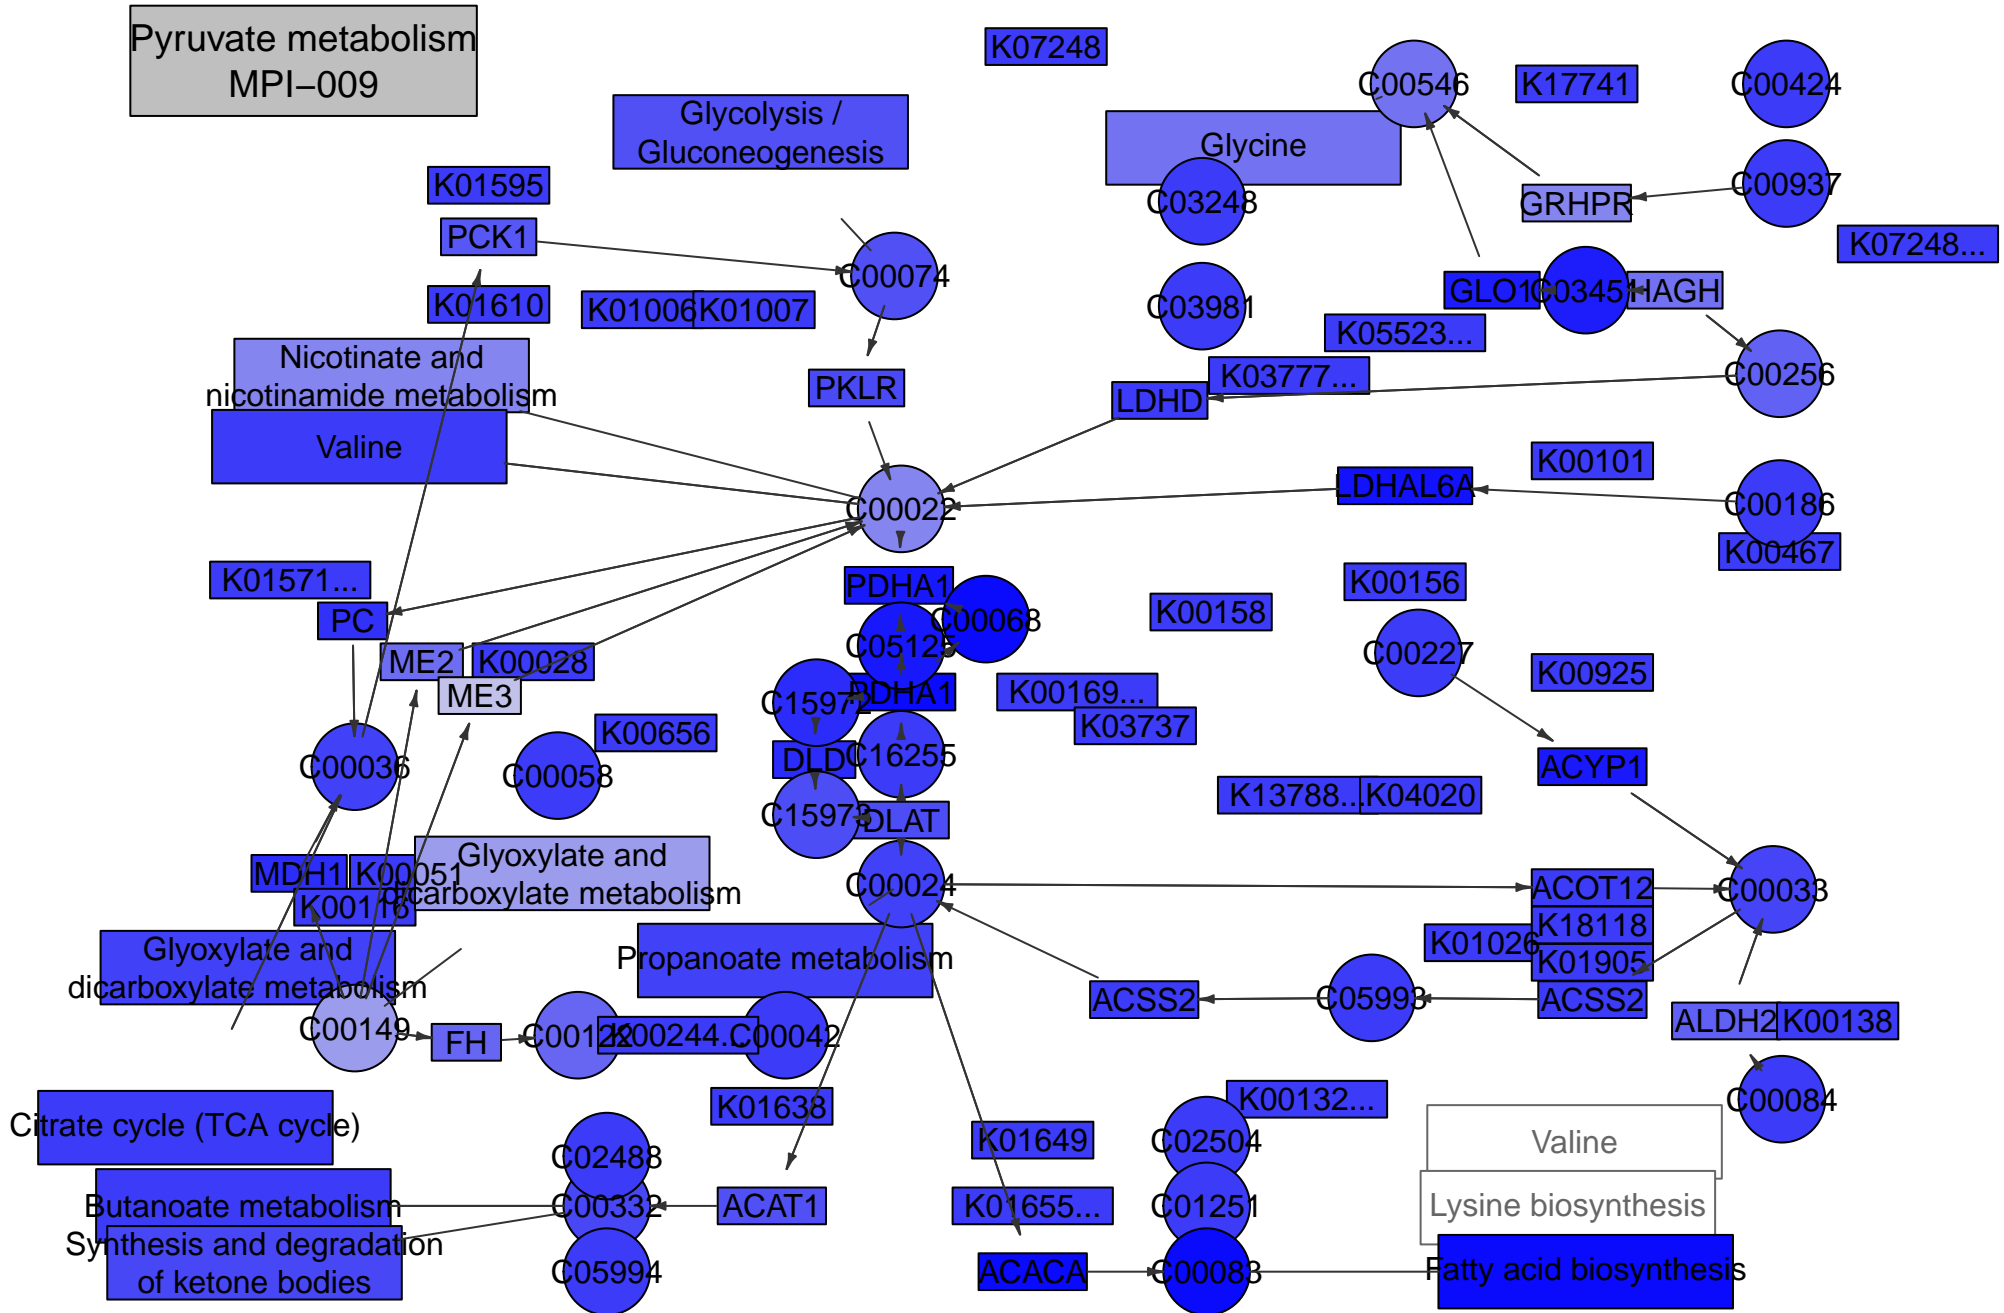 Pyruvate metabolism
MPI−009
K07248
C00546
K17741
C00424
Glycolysis /
Gluconeogenesis
Glycine
K01595
C03248
GRHPR
C00937
PCK1
K07248...
C00074
K01610
K01006
K01007
C03981
GLO1
C03451
HAGH
K05523...
Nicotinate and
nicotinamide metabolism
PKLR
K03777...
C00256
LDHD
Valine
K00101
C00022
LDHAL6A
C00186
K00467
K01571...
PDHA1
K00156
PC
C00068
K00158
C05125
C00227
ME2
K00028
K00925
ME3
PDHA1
K00169...
C15972
K03737
K00656
C00036
C00058
DLD
C16255
ACYP1
K13788...
K04020
C15973
DLAT
MDH1
K00051
Glyoxylate and
dicarboxylate metabolism
C00024
ACOT12
C00033
K00116
K18118
K01026
Glyoxylate and
dicarboxylate metabolism
Propanoate metabolism
K01905
ACSS2
C05993
ACSS2
C00149
FH
C00122
K00244...
C00042
ALDH2
K00138
K01638
K00132...
C00084
Citrate cycle (TCA cycle)
C02488
K01649
C02504
Valine
Butanoate metabolism
C00332
ACAT1
K01655...
C01251
Lysine biosynthesis
Synthesis and degradation
of ketone bodies
C05994
ACACA
C00083
Fatty acid biosynthesis